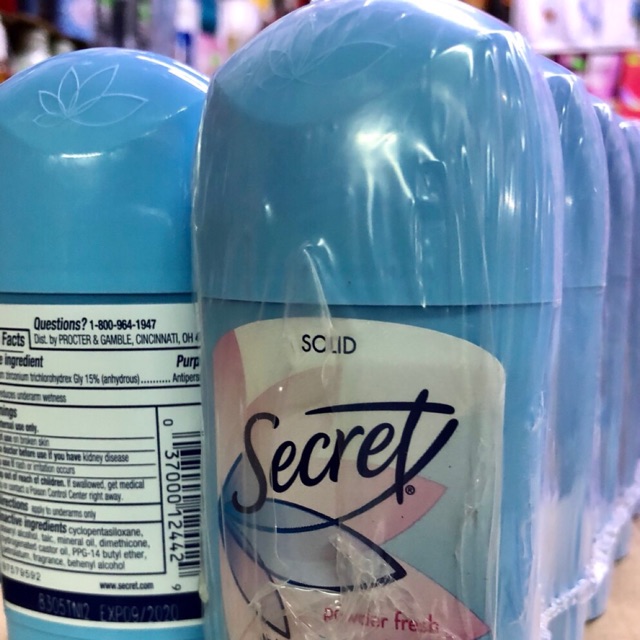 Questions? 1-800-964-1947
Dist. by PROCTER & GAMBLE, CINCINNATI, OH
Facts
ingredient Purp
trichlorohydrex Gly 15% (anhydrous)..........Antipers
underarm wetness
use only
on broken skin
before use if you have kidney disease
if rash or irritation occurs
of reach of children. If swallowed, get medical
Poison Control Center right away.
apply to underarms only
ingredients cyclopentasiloxane,
alcohol, talc, mineral oil, dimethicone,
castor oil, PPG-14 butyl ether,
fragrance, behenyl alcohol
www.secret.com
0 37000 12442 9
EXP09/2020
SOLID
Secret®
powder fresh